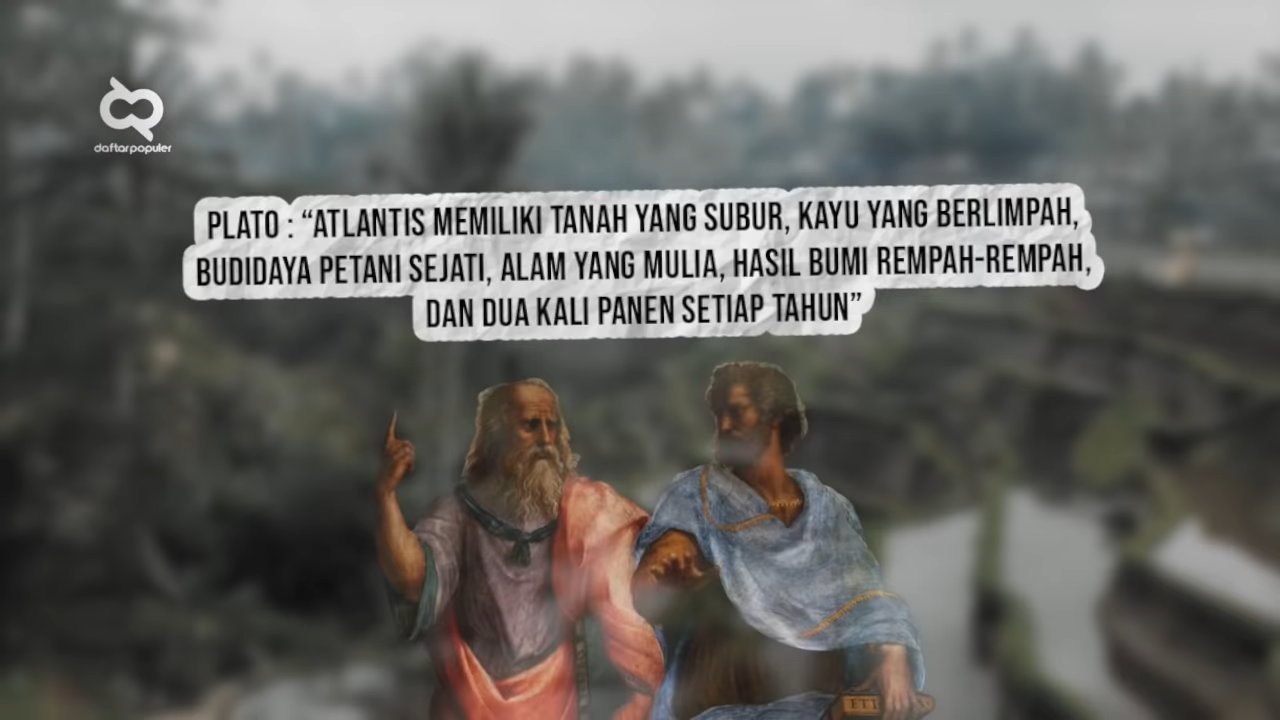 daftarpopuler
PLATO : “ATLANTIS MEMILIKI TANAH YANG SUBUR, KAYU YANG BERLIMPAH,
BUDIDAYA PETANI SEJATI, ALAM YANG MULIA, HASIL BUMI REMPAH-REMPAH,
DAN DUA KALI PANEN SETIAP TAHUN”
ETI